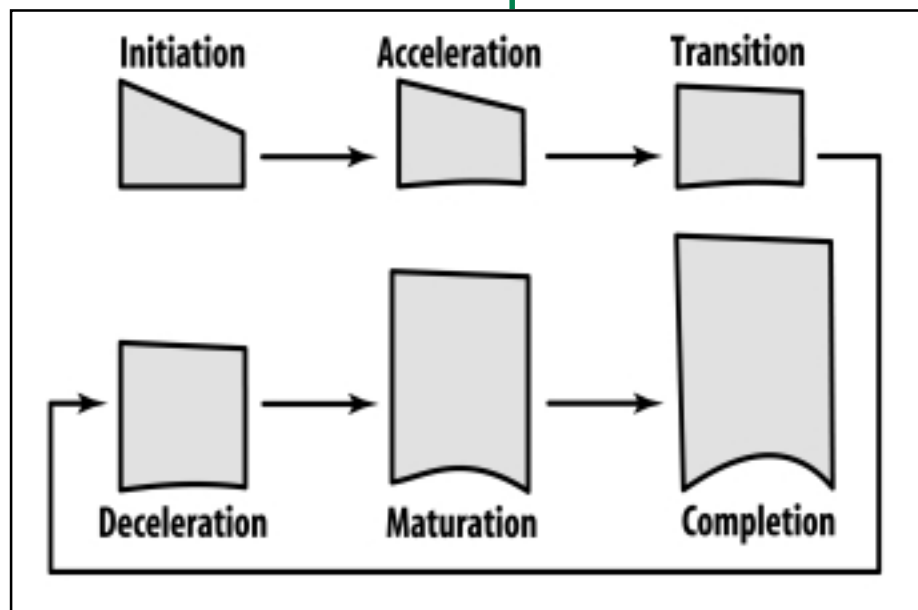 Initiation
Acceleration
Transition
Deceleration
Maturation
Completion